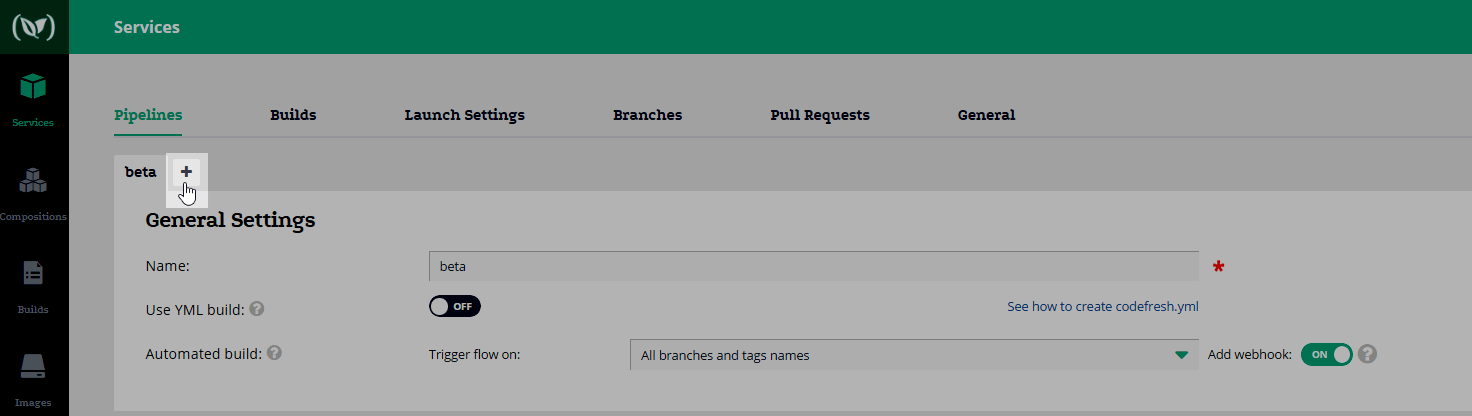 Services
Services
Pipelines Builds Launch Settings Branches Pull Requests General
beta +
Compositions
General Settings
Name: beta *
Builds
Use YML build: ? OFF See how to create codefresh.yml
Automated build: ? Trigger flow on: All branches and tags names Add webhook: ON ?
Images